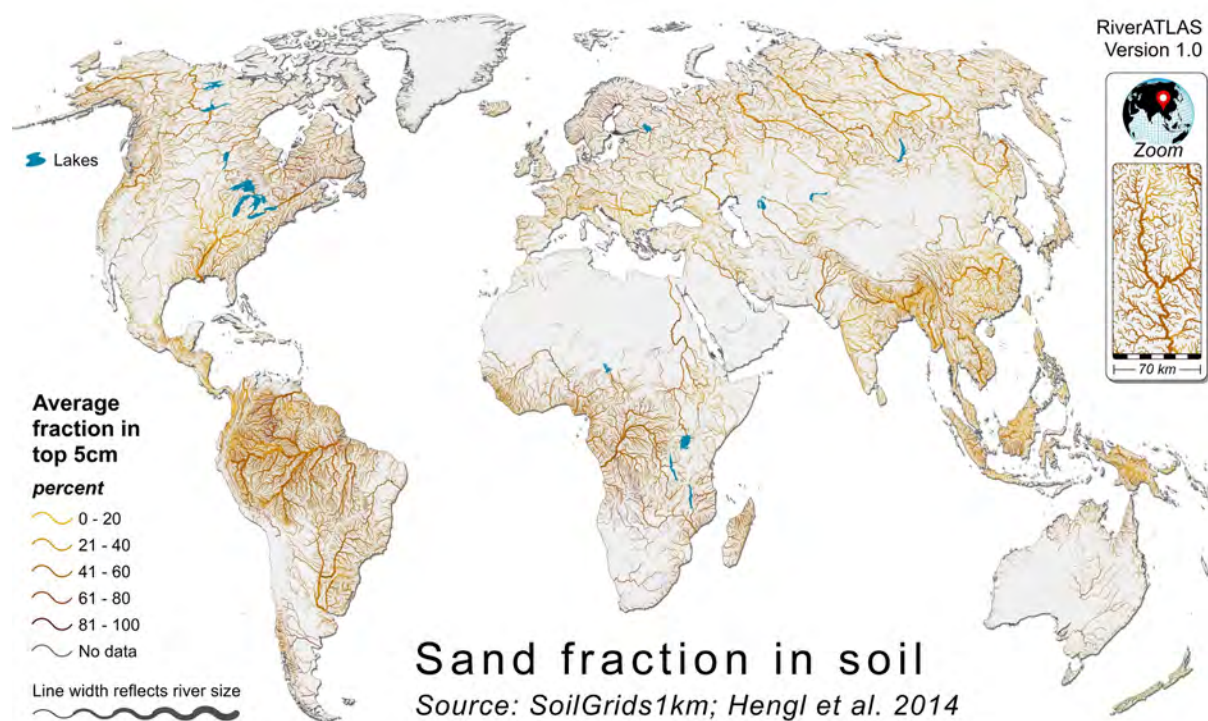 RiverATLAS
Version 1.0
Zoom
70 km
Lakes
Average
fraction in
top 5cm
percent
0 - 20
21 - 40
41 - 60
61 - 80
81 - 100
No data
Line width reflects river size
Sand fraction in soil
Source: SoilGrids1km; Hengl et al. 2014